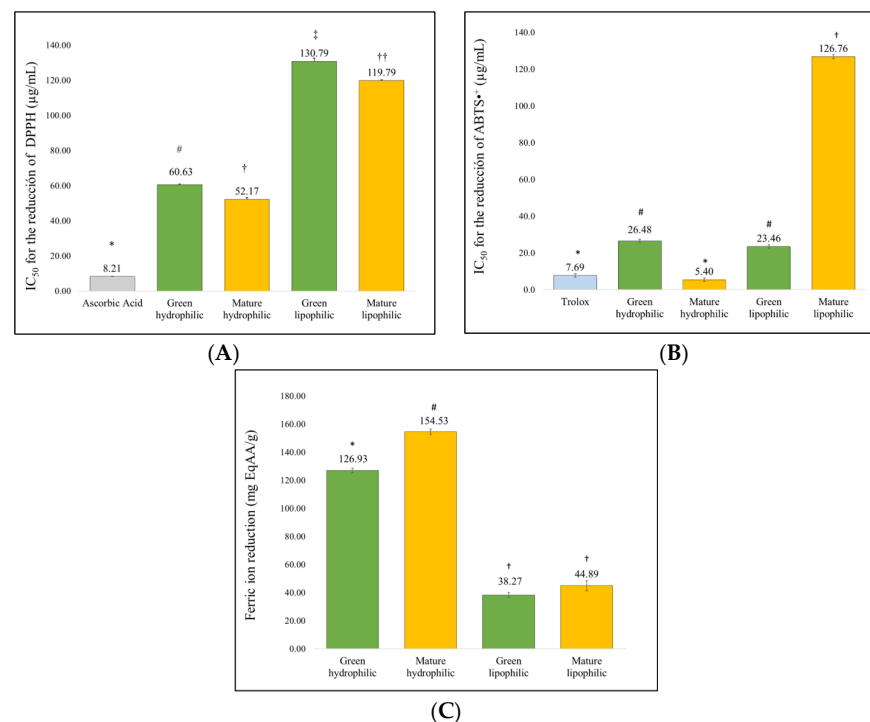 IC50 for the reducción of DPPH (µg/mL)
140.00
120.00
100.00
80.00
60.00
40.00
20.00
0.00
*
8.21
#
60.63
†
52.17
‡
130.79
††
119.79
Ascorbic Acid
Green
hydrophilic
Mature
hydrophilic
Green
lipophilic
Mature
lipophilic
(A)
IC50 for the reducción of ABTS•+ (µg/mL)
140.0
120.0
100.0
80.0
60.0
40.0
20.0
0.0
*
7.69
#
26.48
*
5.40
#
23.46
†
126.76
Trolox
Green
hydrophilic
Mature
hydrophilic
Green
lipophilic
Mature
lipophilic
(B)
Ferric ion reduction (mg EqAA/g)
180.00
160.00
140.00
120.00
100.00
80.00
60.00
40.00
20.00
0.00
*
126.93
#
154.53
†
38.27
†
44.89
Green
hydrophilic
Mature
hydrophilic
Green
lipophilic
Mature
lipophilic
(C)